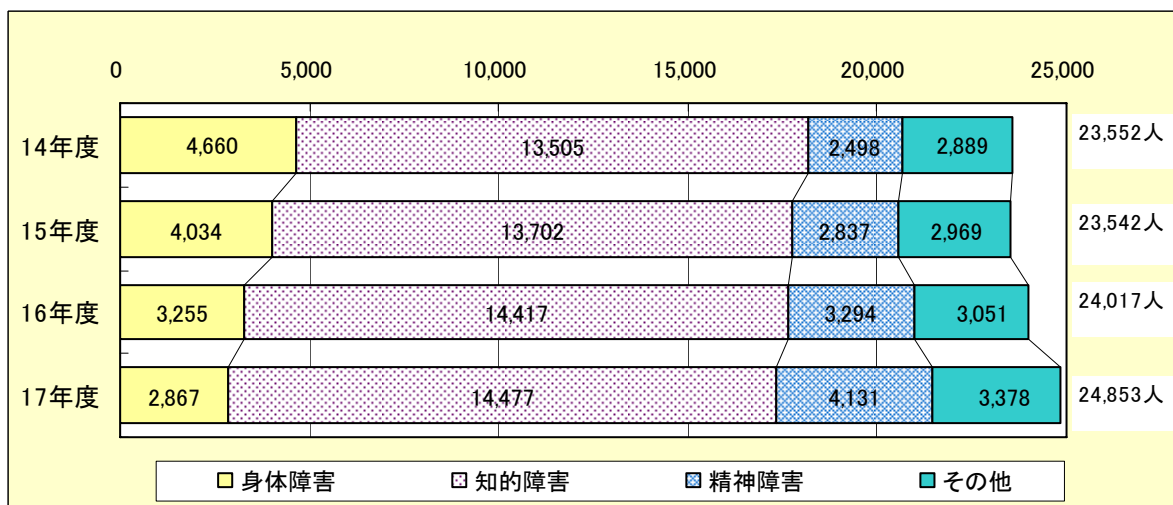 0 5,000 10,000 15,000 20,000 25,000
14年度 4,660 13,505 2,498 2,889 23,552人
15年度 4,034 13,702 2,837 2,969 23,542人
16年度 3,255 14,417 3,294 3,051 24,017人
17年度 2,867 14,477 4,131 3,378 24,853人
身体障害 知的障害 精神障害 その他